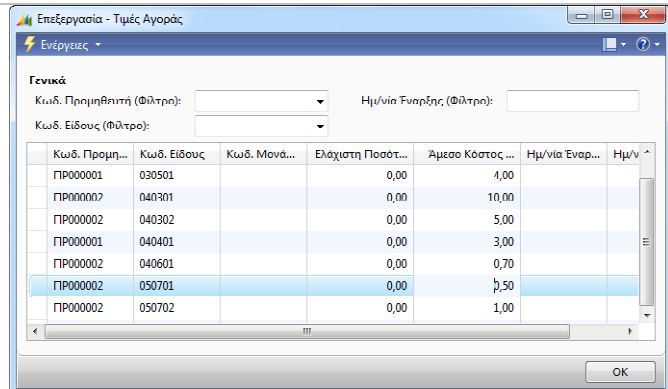 Επεξεργασία - Τιμές Αγοράς
Ενέργειες
Γενικά
Κωδ. Προμηθευτή (Φίλτρο):
Ημ/νία Έναρξης (Φίλτρο):
Κωδ. Είδους (Φίλτρο):
Κωδ. Προμη... Κωδ. Είδους Κωδ. Μονά... Ελάχιστη Ποσότ... Άμεσο Κόστος ... Ημ/νία Έναρ... Ημ/ν
ΠΡ000001 030501 0,00 4,00
ΠΡ000002 040301 0,00 10,00
ΠΡ000002 040302 0,00 5,00
ΠΡ000001 040401 0,00 3,00
ΠΡ000002 040601 0,00 0,70
ΠΡ000002 050701 0,00 0,50
ΠΡ000002 050702 0,00 1,00
OK